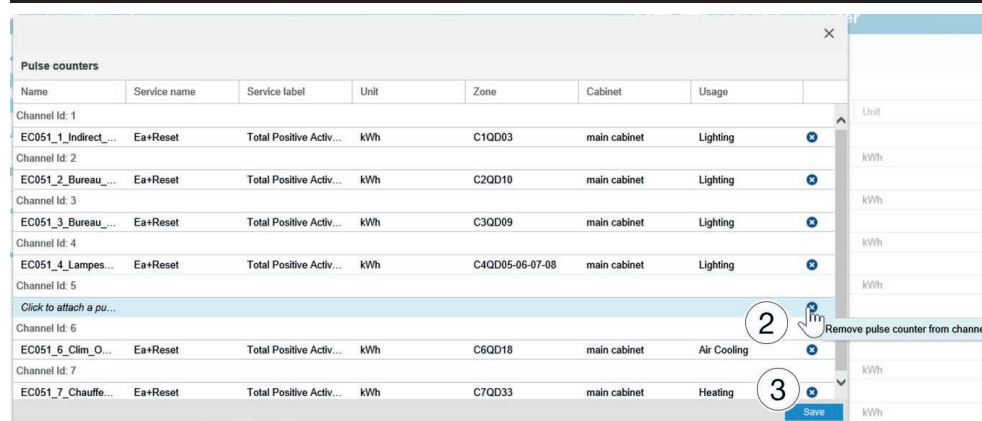 Pulse counters
Name Service name Service label Unit Zone Cabinet Usage
Channel Id: 1 Unit
EC051_1_Indirect_... Ea+Reset Total Positive Activ... kWh C1QD03 main cabinet Lighting
Channel Id: 2 kWh
EC051_2_Bureau_... Ea+Reset Total Positive Activ... kWh C2QD10 main cabinet Lighting
Channel Id: 3 kWh
EC051_3_Bureau_... Ea+Reset Total Positive Activ... kWh C3QD09 main cabinet Lighting
Channel Id: 4 kWh
EC051_4_Lampes... Ea+Reset Total Positive Activ... kWh C4QD05-06-07-08 main cabinet Lighting
Channel Id: 5 kWh
Click to attach a pu...
Channel Id: 6 2 Remove pulse counter from channe
EC051_6_Clim_O... Ea+Reset Total Positive Activ... kWh C6QD18 main cabinet Air Cooling
Channel Id: 7 kWh
EC051_7_Chauffe... Ea+Reset Total Positive Activ... kWh C7QD33 main cabinet Heating 3
Save kWh